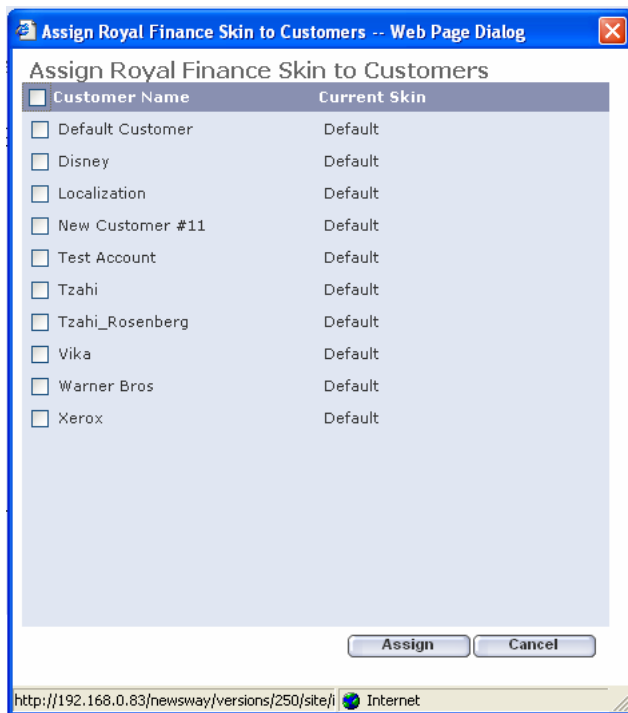 Assign Royal Finance Skin to Customers -- Web Page Dialog
Assign Royal Finance Skin to Customers
Customer Name Current Skin
Default Customer Default
Disney Default
Localization Default
New Customer #11 Default
Test Account Default
Tzahi Default
Tzahi_Rosenberg Default
Vika Default
Warner Bros Default
Xerox Default
Assign Cancel
http://192.168.0.83/newsway/versions/250/site/i Internet